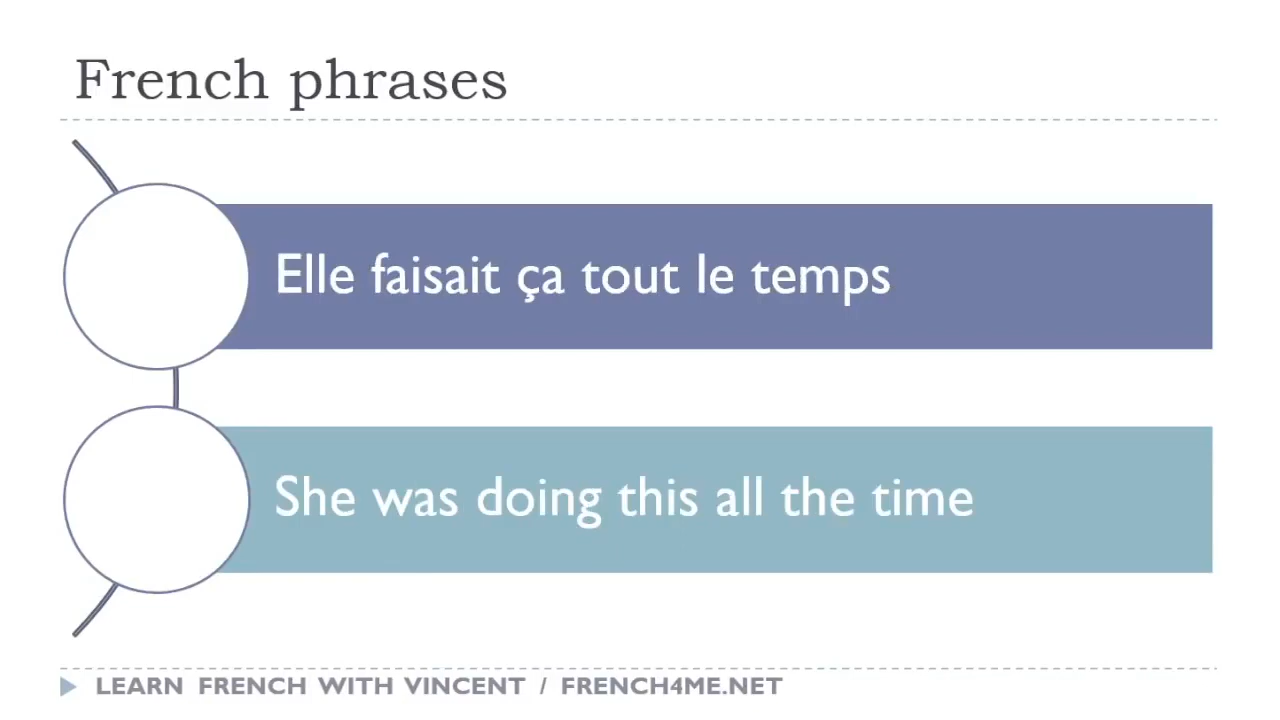 French phrases
Elle faisait ça tout le temps
She was doing this all the time
LEARN FRENCH WITH VINCENT / FRENCH4ME.NET